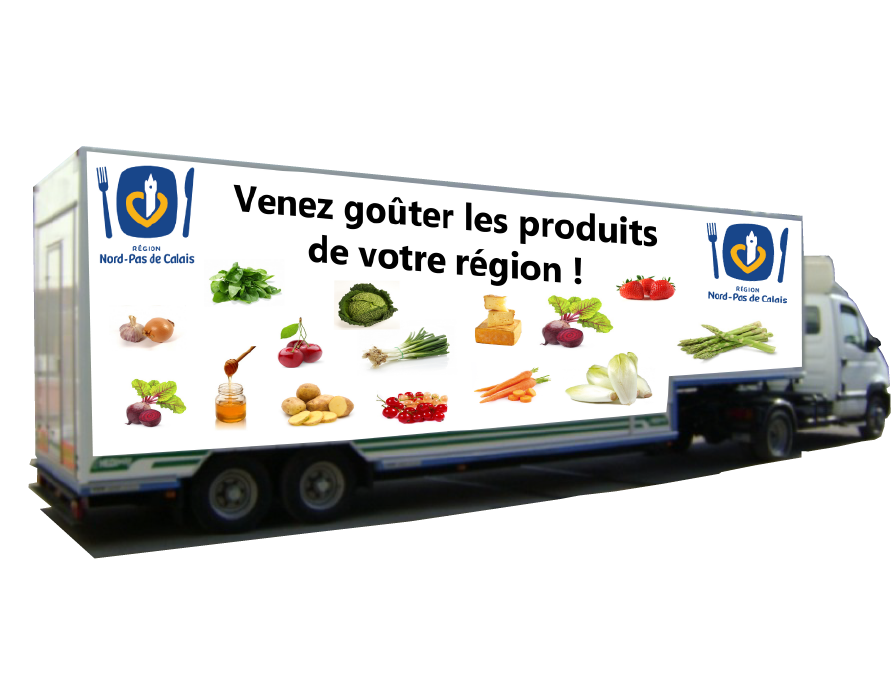 Venez goûter les produits
de votre région !
RÉGION
Nord-Pas de Calais
RÉGION
Nord-Pas de Calais